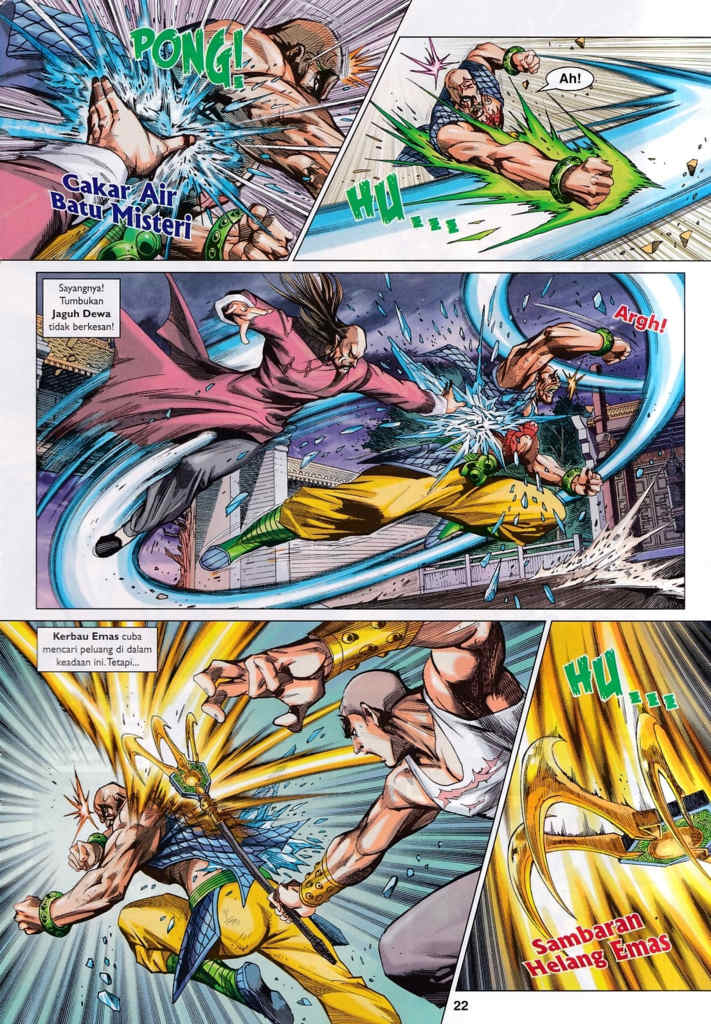 PONG!
Cakar Air
Batu Misteri
Ah!
HU...
Sayangnya!
Tumbukan
Jaguh Dewa
tidak berkesan!
Argh!
Kerbau Emas cuba
mencari peluang di dalam
keadaan ini. Tetapi...
HU...
Sambaran
Helang Emas
22